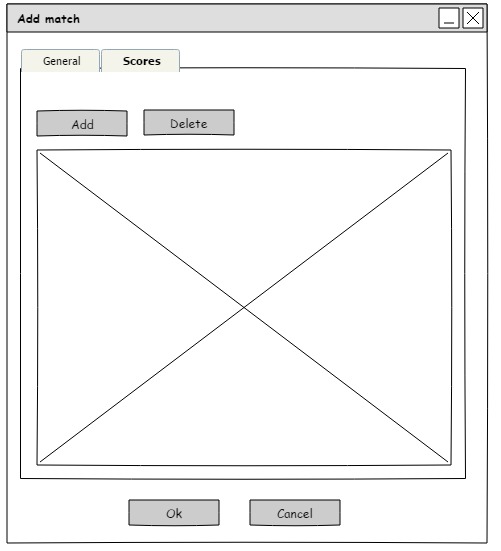 Add match
General Scores
Add Delete
Ok Cancel